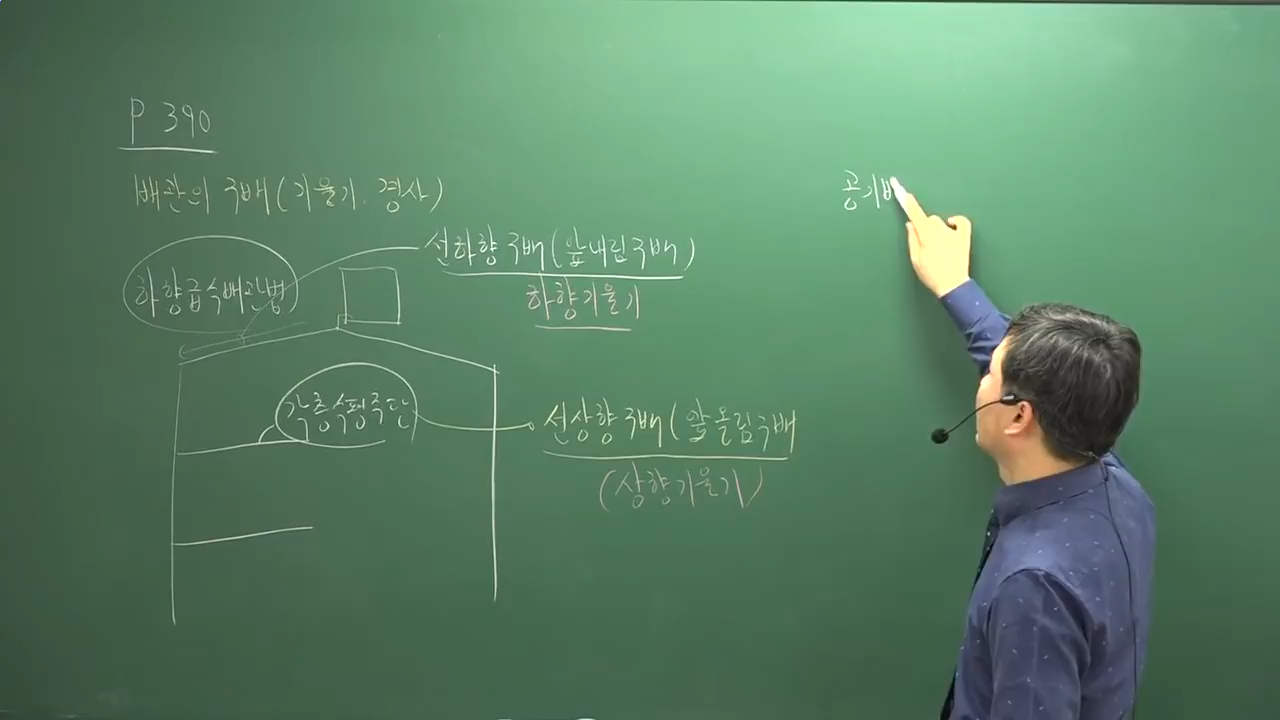 P 390
배관의 구배(기울기. 경사)
선하향 구배(앞내림구배)
하향급수배관법
하향기울기
각층수평주관
선상향 구배(앞올림구배
(상향기울기)
공기